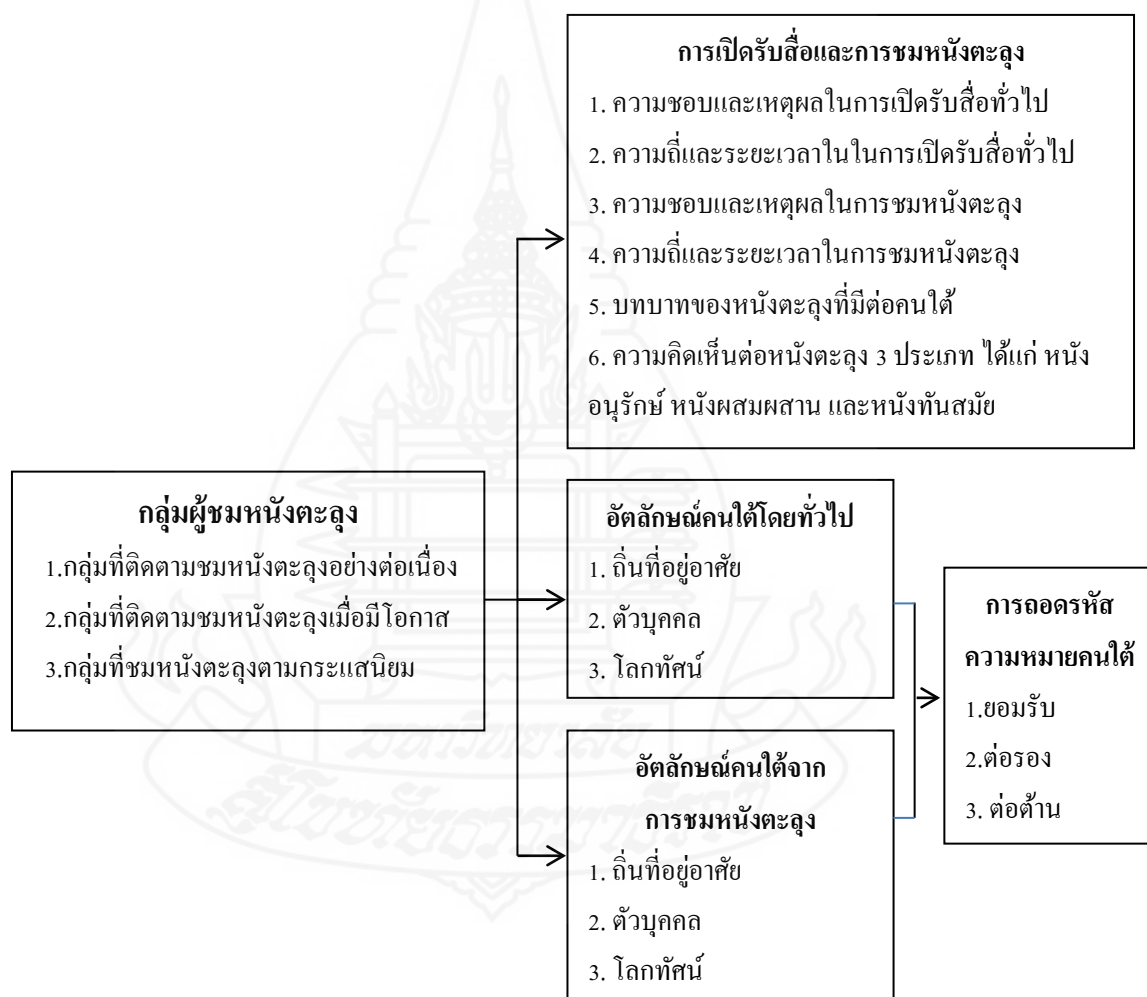 การเปิดรับสื่อและการชมหนังตะลุง
1. ความชอบและเหตุผลในการเปิดรับสื่อทั่วไป
2. ความถี่และระยะเวลาในในการเปิดรับสื่อทั่วไป
3. ความชอบและเหตุผลในการชมหนังตะลุง
4. ความถี่และระยะเวลาในการชมหนังตะลุง
5. บทบาทของหนังตะลุงที่มีต่อคนใต้
6. ความคิดเห็นต่อหนังตะลุง 3 ประเภท ได้แก่ หนัง
อนุรักษ์ หนังผสมผสาน และหนังทันสมัย
กลุ่มผู้ชมหนังตะลุง
1.กลุ่มที่ติดตามชมหนังตะลุงอย่างต่อเนื่อง
2.กลุ่มที่ติดตามชมหนังตะลุงเมื่อมีโอกาส
3.กลุ่มที่ชมหนังตะลุงตามกระแสนิยม
อัตลักษณ์คนใต้โดยทั่วไป
1. ถิ่นที่อยู่อาศัย
2. ตัวบุคคล
3. โลกทัศน์
อัตลักษณ์คนใต้จาก
การชมหนังตะลุง
1. ถิ่นที่อยู่อาศัย
2. ตัวบุคคล
3. โลกทัศน์
การถอดรหัส
ความหมายคนใต้
1.ยอมรับ
2.ต่อรอง
3. ต่อต้าน
มหาวิทยาลัย
สุโขทัยธรรมาธิราช